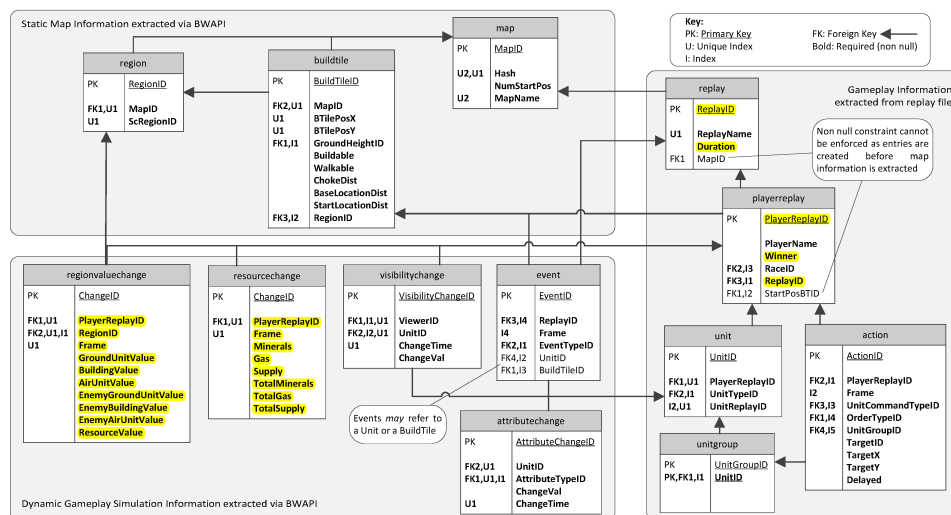 Static Map Information extracted via BWAPI
map
PK MapID
U2,U1 Hash
NumStartPos
U2 MapName
Key:
PK: Primary Key
U: Unique Index
I: Index
FK: Foreign Key
Bold: Required (non null)
region
PK RegionID
FK1,U1 MapID
U1 ScRegionID
buildtile
PK BuildTileID
FK2,U1 MapID
U1 BTilePosX
U1 BTilePosY
FK1,I1 GroundHeightID
Buildable
Walkable
ChokeDist
BaseLocationDist
StartLocationDist
FK3,I2 RegionID
Gameplay Information
extracted from replay file
replay
PK ReplayID
U1 ReplayName
Duration
FK1 MapID
Non null constraint cannot
be enforced as entries are
created before map
information is extracted
playerreplay
PK PlayerReplayID
PlayerName
Winner
FK2,I3 RaceID
FK3,I1 ReplayID
FK1,I2 StartPosBTID
regionvaluechange
PK ChangeID
FK1,U1 PlayerReplayID
FK2,U1,I1 RegionID
U1 Frame
GroundUnitValue
BuildingValue
AirUnitValue
EnemyGroundUnitValue
EnemyBuildingValue
EnemyAirUnitValue
ResourceValue
resourcechange
PK ChangeID
FK1,U1 PlayerReplayID
U1 Frame
Minerals
Gas
Supply
TotalMinerals
TotalGas
TotalSupply
visibilitychange
PK VisibilityChangeID
FK1,I1,U1 ViewerID
FK2,I2,U1 UnitID
U1 ChangeTime
ChangeVal
event
PK EventID
FK3,I4 ReplayID
I4 Frame
FK2,I1 EventTypeID
FK4,I2 UnitID
FK1,I3 BuildTileID
Events may refer to
a Unit or a BuildTile
attributechange
PK AttributeChangeID
FK2,U1 UnitID
FK1,U1,I1 AttributeTypeID
ChangeVal
U1 ChangeTime
unit
PK UnitID
FK1,U1 PlayerReplayID
FK2,I1 UnitTypeID
I2,U1 UnitReplayID
unitgroup
PK UnitGroupID
PK,FK1,I1 UnitID
action
PK ActionID
FK2,I1 PlayerReplayID
I2 Frame
FK3,I3 UnitCommandTypeID
FK1,I4 OrderTypeID
FK4,I5 UnitGroupID
TargetID
TargetX
TargetY
Delayed
Dynamic Gameplay Simulation Information extracted via BWAPI